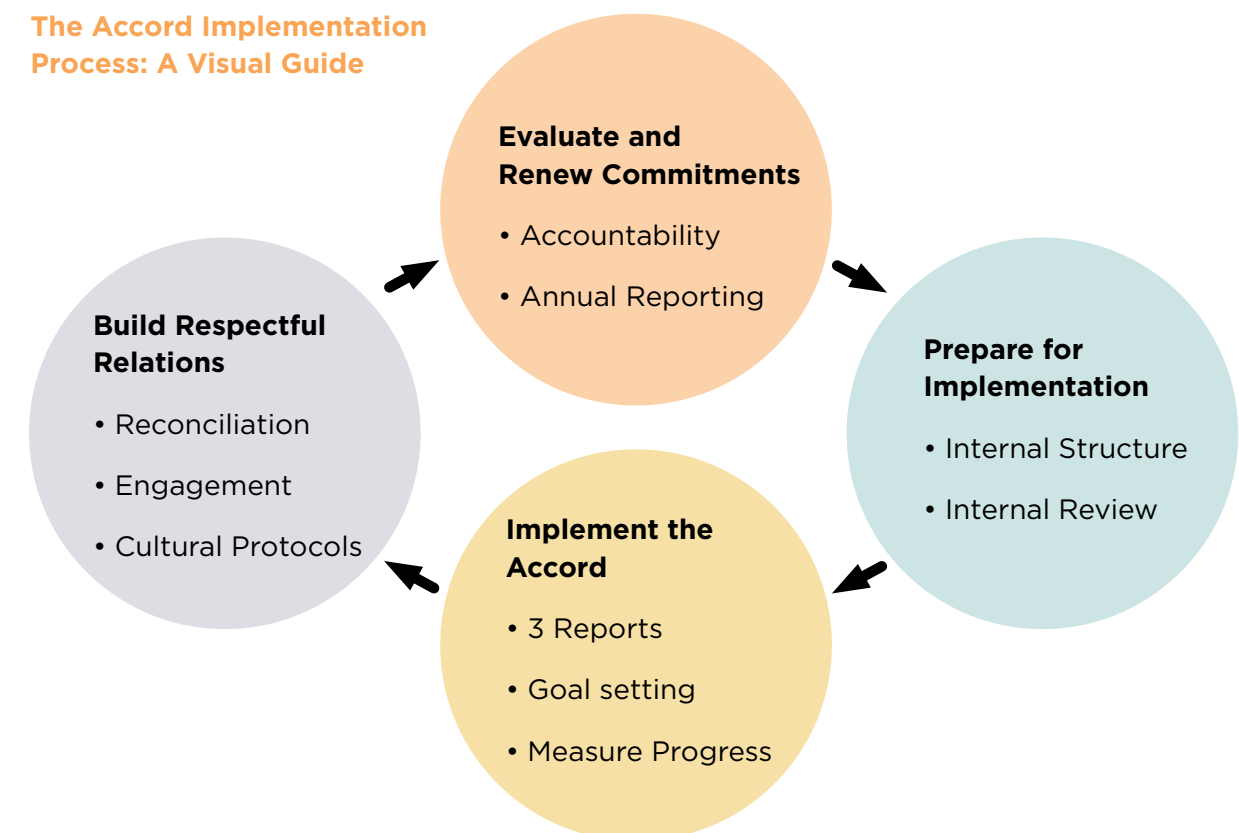 The Accord Implementation
Process: A Visual Guide
Evaluate and
Renew Commitments
• Accountability
• Annual Reporting
Prepare for
Implementation
• Internal Structure
• Internal Review
Implement the
Accord
• 3 Reports
• Goal setting
• Measure Progress
Build Respectful
Relations
• Reconciliation
• Engagement
• Cultural Protocols